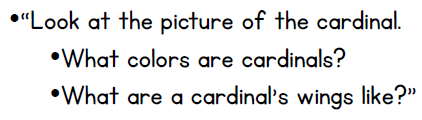 •“Look at the picture of the cardinal.
•What colors are cardinals?
•What are a cardinal's wings like?”